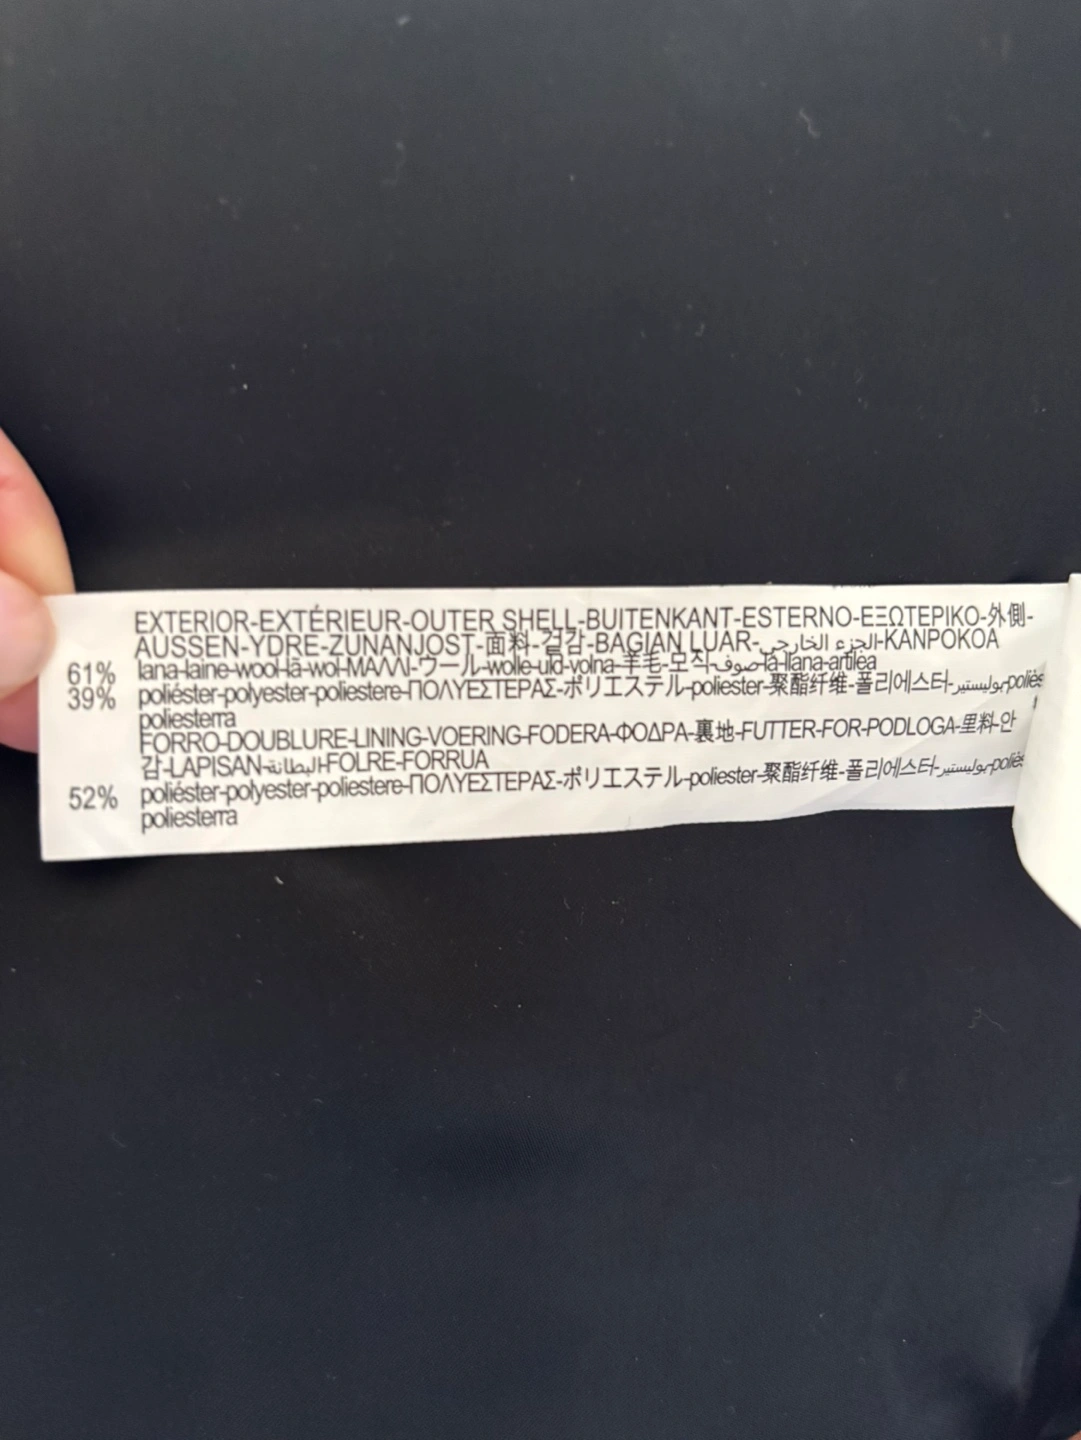 EXTERIOR-EXTÉRIEUR-OUTER SHELL-BUITENKANT-ESTERNO-ΕΞΩΤΕΡΙΚΟ-外側-
AUSSEN-YDRE-ZUNANJOST-面料-겉감-BAGIAN LUAR-الجزء الخارجي-KANPOKOA
61% lana-laine-wool-lã-wol-ΜΑΛΛΙ-ウール-wolle-uld-volna-羊毛-모직-صوف-lã-llana-artilea
39% poliéster-polyester-poliestere-ΠΟΛΥΕΣΤΕΡΑΣ-ポリエステル-poliester-聚酯纤维-폴리에스터-بوليستير-poliès
poliesterra
FORRO-DOUBLURE-LINING-VOERING-FODERA-ΦΟΔΡΑ-裏地-FUTTER-FOR-PODLOGA-里料-안
감-LAPISAN-البطانة-FOLRE-FORRUA
52% poliéster-polyester-poliestere-ΠΟΛΥΕΣΤΕΡΑΣ-ポリエステル-poliester-聚酯纤维-폴리에스터-بوليستير-poliès
poliesterra